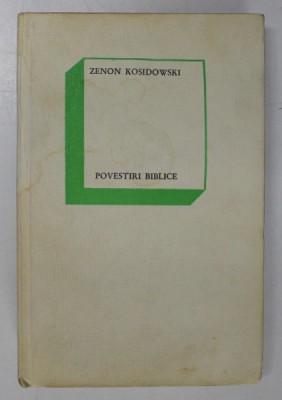 ZENON KOSIDOWSKI
POVESTIRI BIBLICE